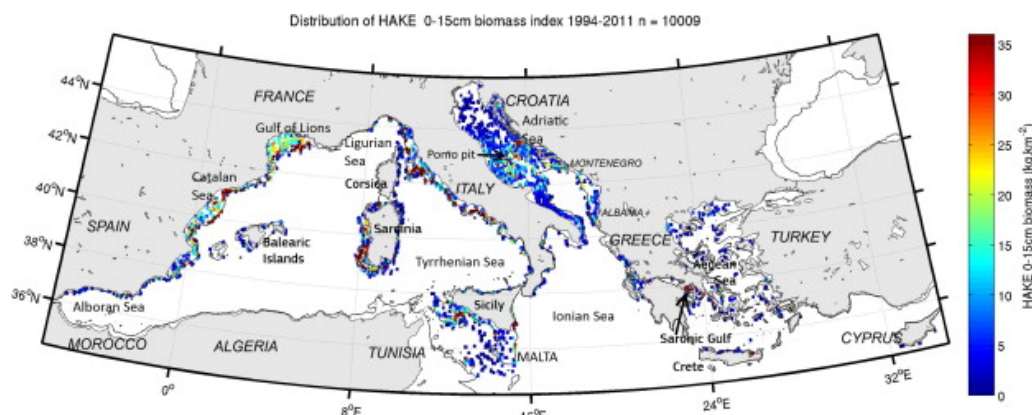 Distribution of HAKE 0-15cm biomass index 1994-2011 n = 10009
44°N
42°N
40°N
38°N
36°N
FRANCE
CROATIA
Gulf of Lions
Ligurian
Sea
Adriatic
Sea
Pomo pit
MONTENEGRO
Corsica
ITALY
Catalan
Sea
ALBANIA
SPAIN
Sardinia
GREECE
TURKEY
Balearic
Islands
Tyrrhenian Sea
Aegean
Sea
Alboran Sea
Sicily
Ionian Sea
Saronic Gulf
MOROCCO
ALGERIA
TUNISIA
MALTA
Crete
CYPRUS
0°
8°E
16°E
24°E
32°E
35
30
25
20
15
10
5
0
HAKE 0-15cm biomass (kg km-2)